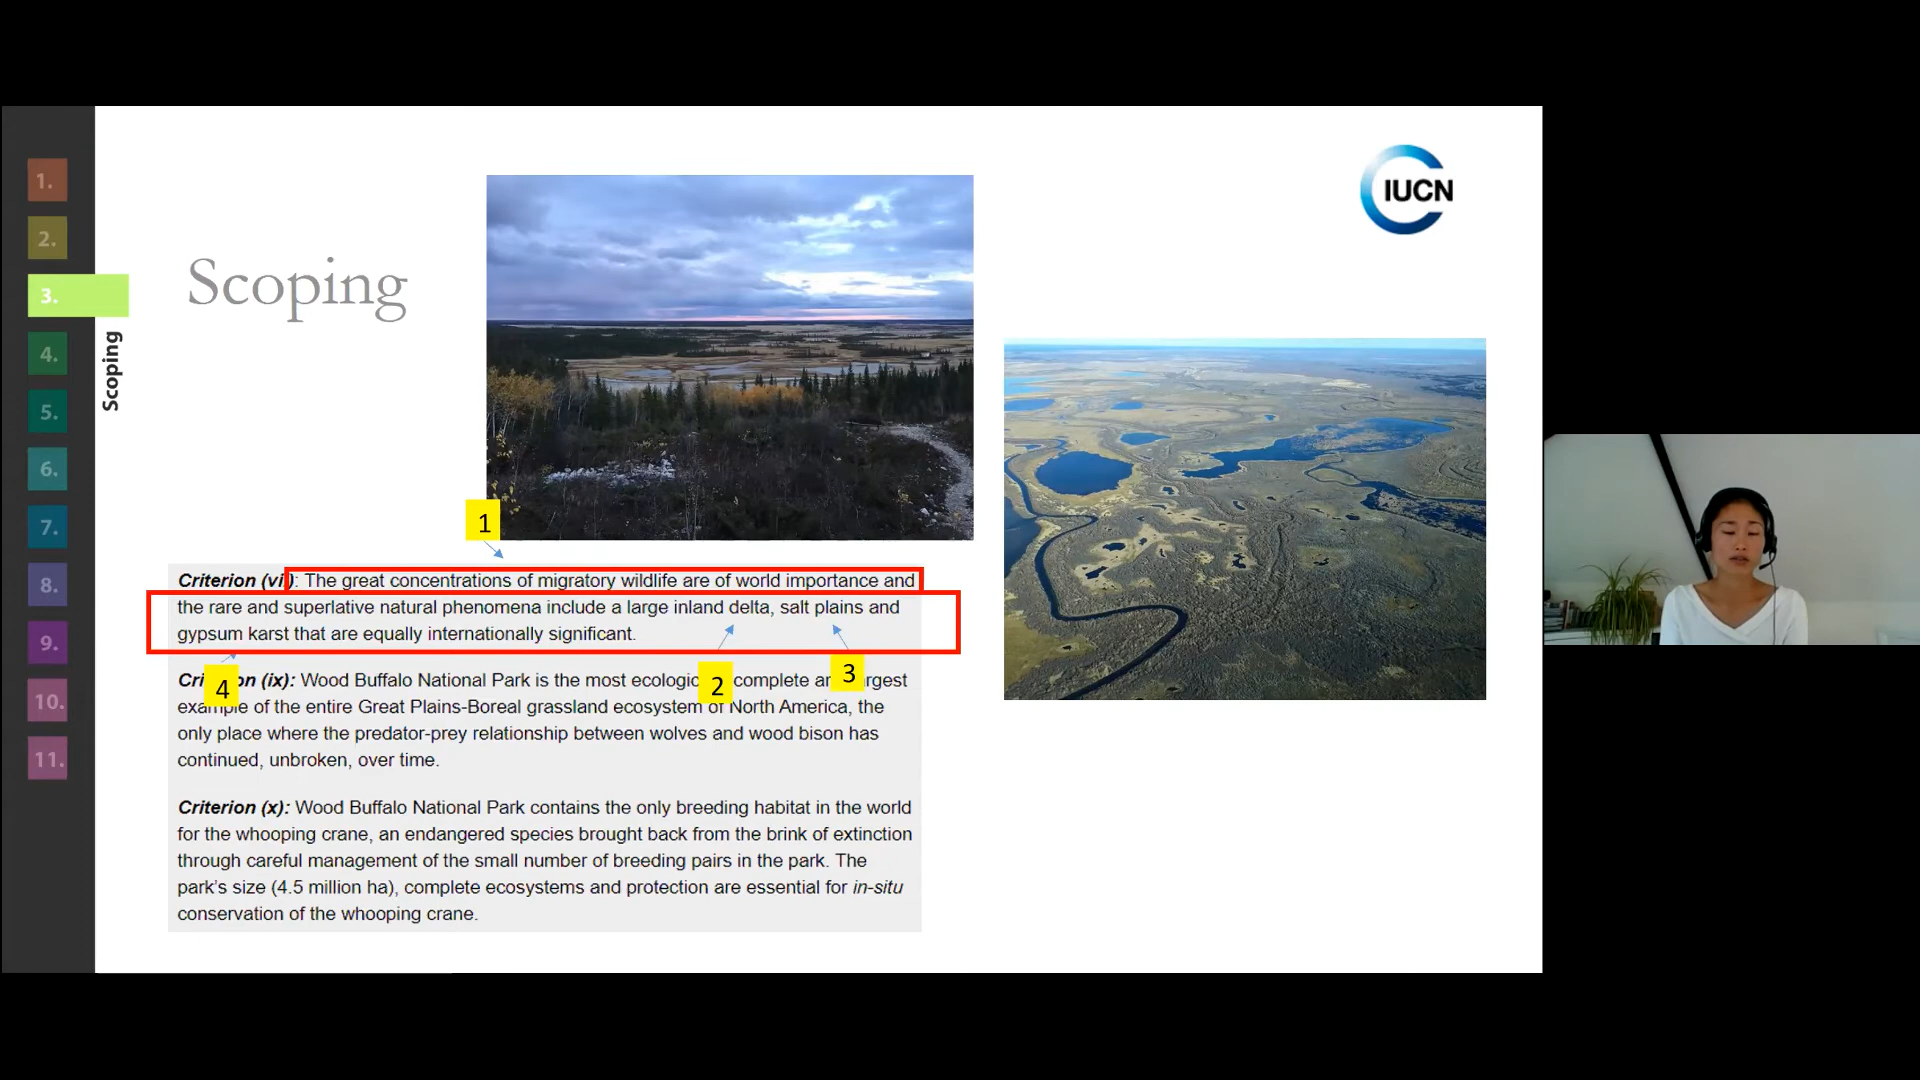 1.
2.
3.
4.
5.
6.
7.
8.
9.
10.
11.
Scoping
Scoping
IUCN
1
Criterion (vii): The great concentrations of migratory wildlife are of world importance and
the rare and superlative natural phenomena include a large inland delta, salt plains and
gypsum karst that are equally internationally significant.
4
2
3
(ix): Wood Buffalo National Park is the most complete
example of the entire Great Plains-Boreal grassland ecosystem of North America, the
only place where the predator-prey relationship between wolves and wood bison has
continued, unbroken, over time.
Criterion (x): Wood Buffalo National Park contains the only breeding habitat in the world
for the whooping crane, an endangered species brought back from the brink of extinction
through careful management of the small number of breeding pairs in the park. The
park's size (4.5 million ha), complete ecosystems and protection are essential for in-situ
conservation of the whooping crane.